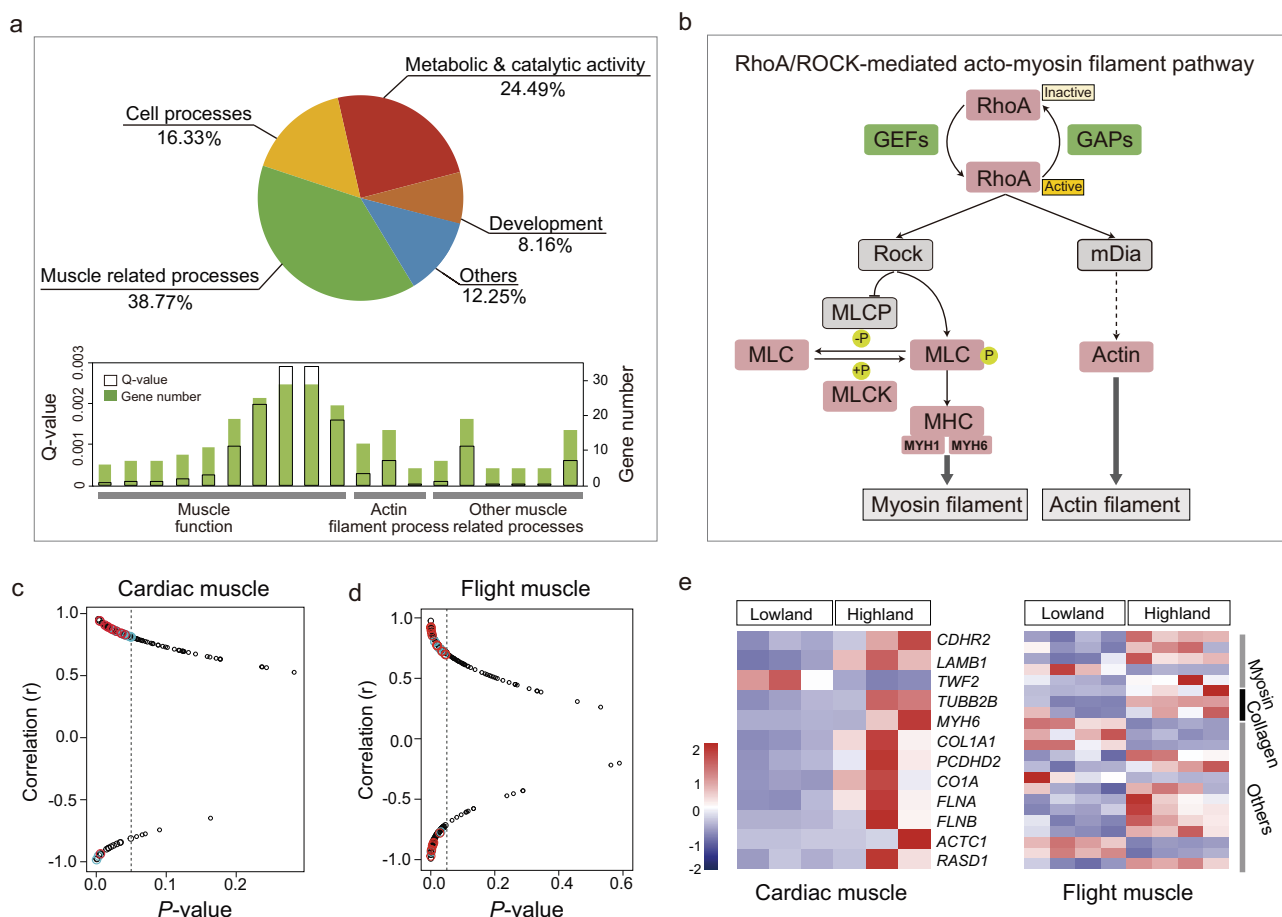 a
Metabolic & catalytic activity
24.49%
Cell processes
16.33%
Development
8.16%
Others
12.25%
Muscle related processes
38.77%
0.003
0.002
0.001
0
Q-value
Q-value
Gene number
30
20
10
0
Gene number
Muscle
function
Actin
filament process
Other muscle
related processes
b
RhoA/ROCK-mediated acto-myosin filament pathway
RhoA
Inactive
GEFs
GAPs
RhoA
Active
Rock
mDia
MLCP
-P
MLC
MLC
P
Actin
+P
MLCK
MHC
MYH1
MYH6
Myosin filament
Actin filament
c
Cardiac muscle
Correlation (r)
1.0
0.5
0.0
-0.5
-1.0
0.0
0.2
P-value
d
Flight muscle
1.0
0.5
0.0
-0.5
-1.0
0.0
0.2
0.4
0.6
P-value
e
Lowland
Highland
CDHR2
LAMB1
TWF2
TUBB2B
MYH6
COL1A1
PCDHD2
CO1A
FLNA
FLNB
ACTC1
RASD1
2
1
0
-1
-2
Cardiac muscle
Lowland
Highland
Myosin
Collagen
Others
Flight muscle